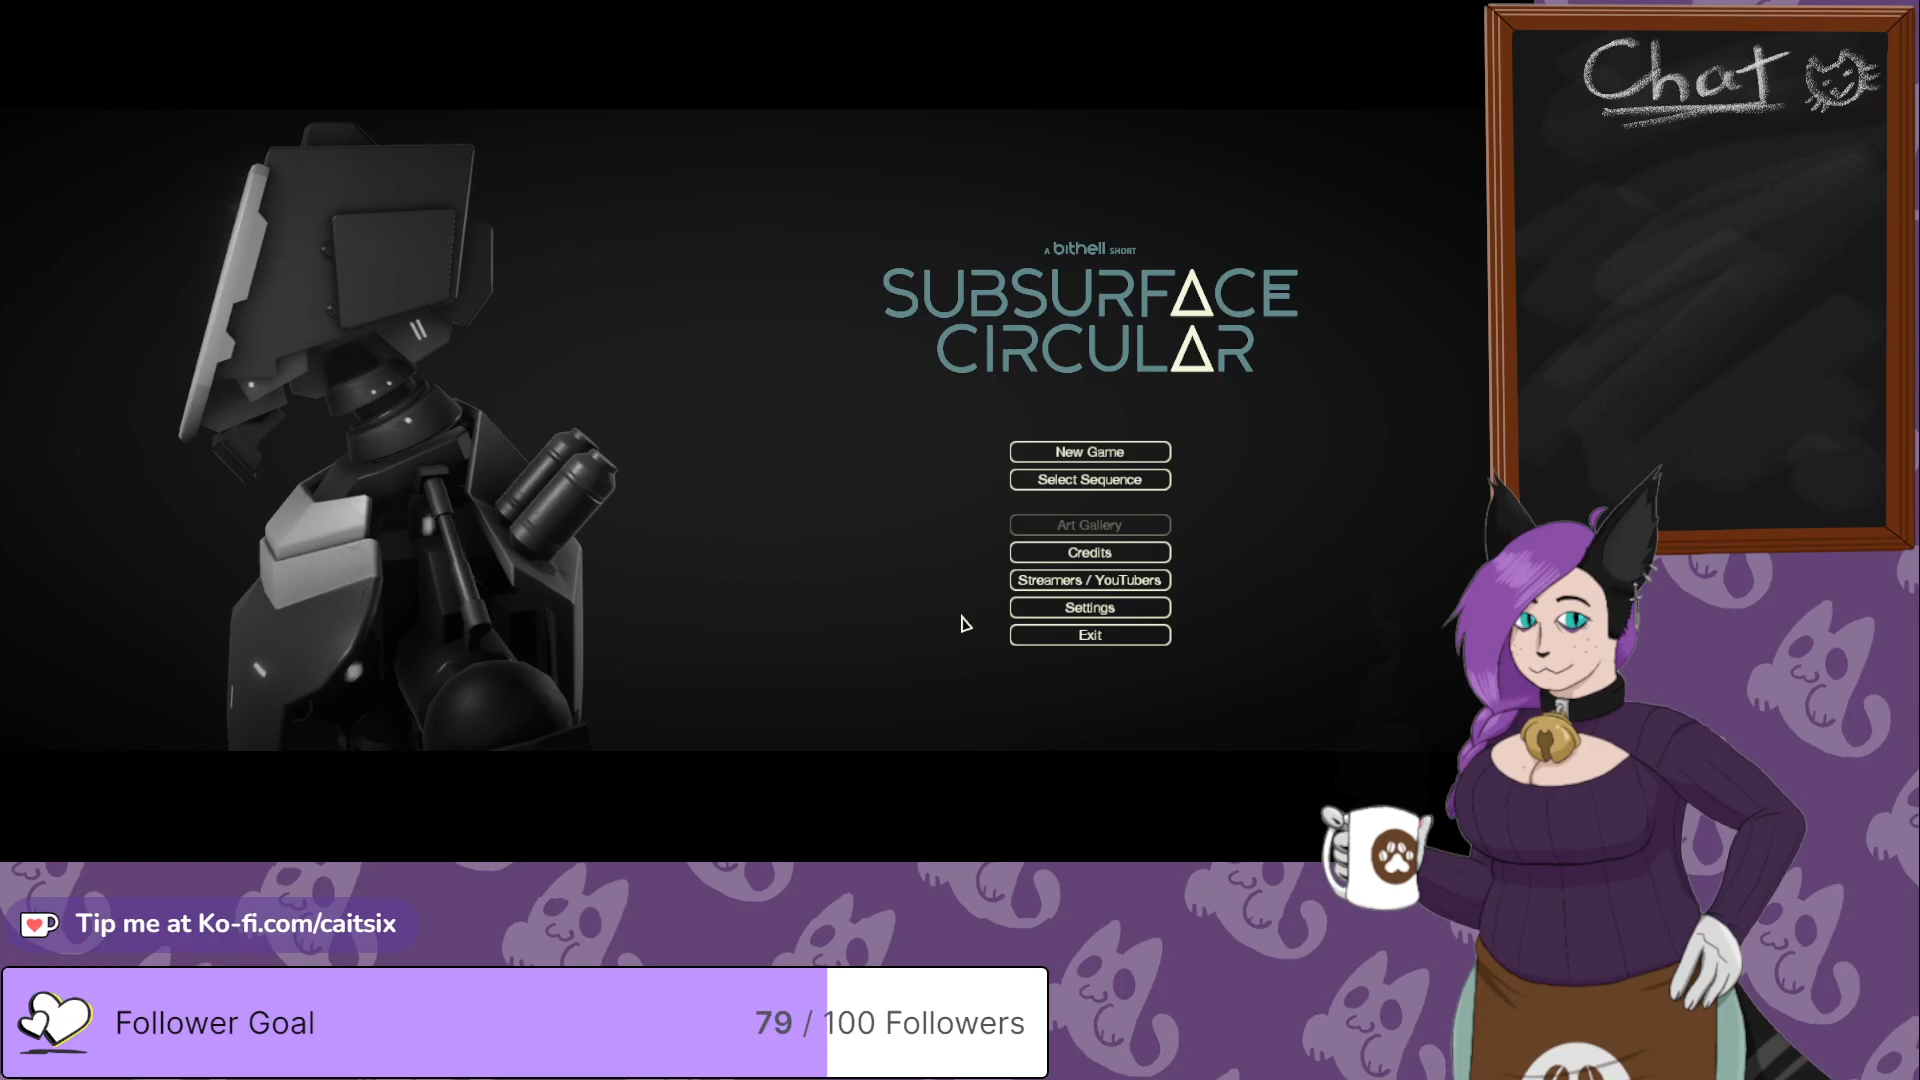 Chat
A bithell SHORT
SUBSURFACE
CIRCULAR
New Game
Select Sequence
Art Gallery
Credits
Streamers / YouTubers
Settings
Exit
Tip me at Ko-fi.com/caitsix
Follower Goal
79 / 100 Followers